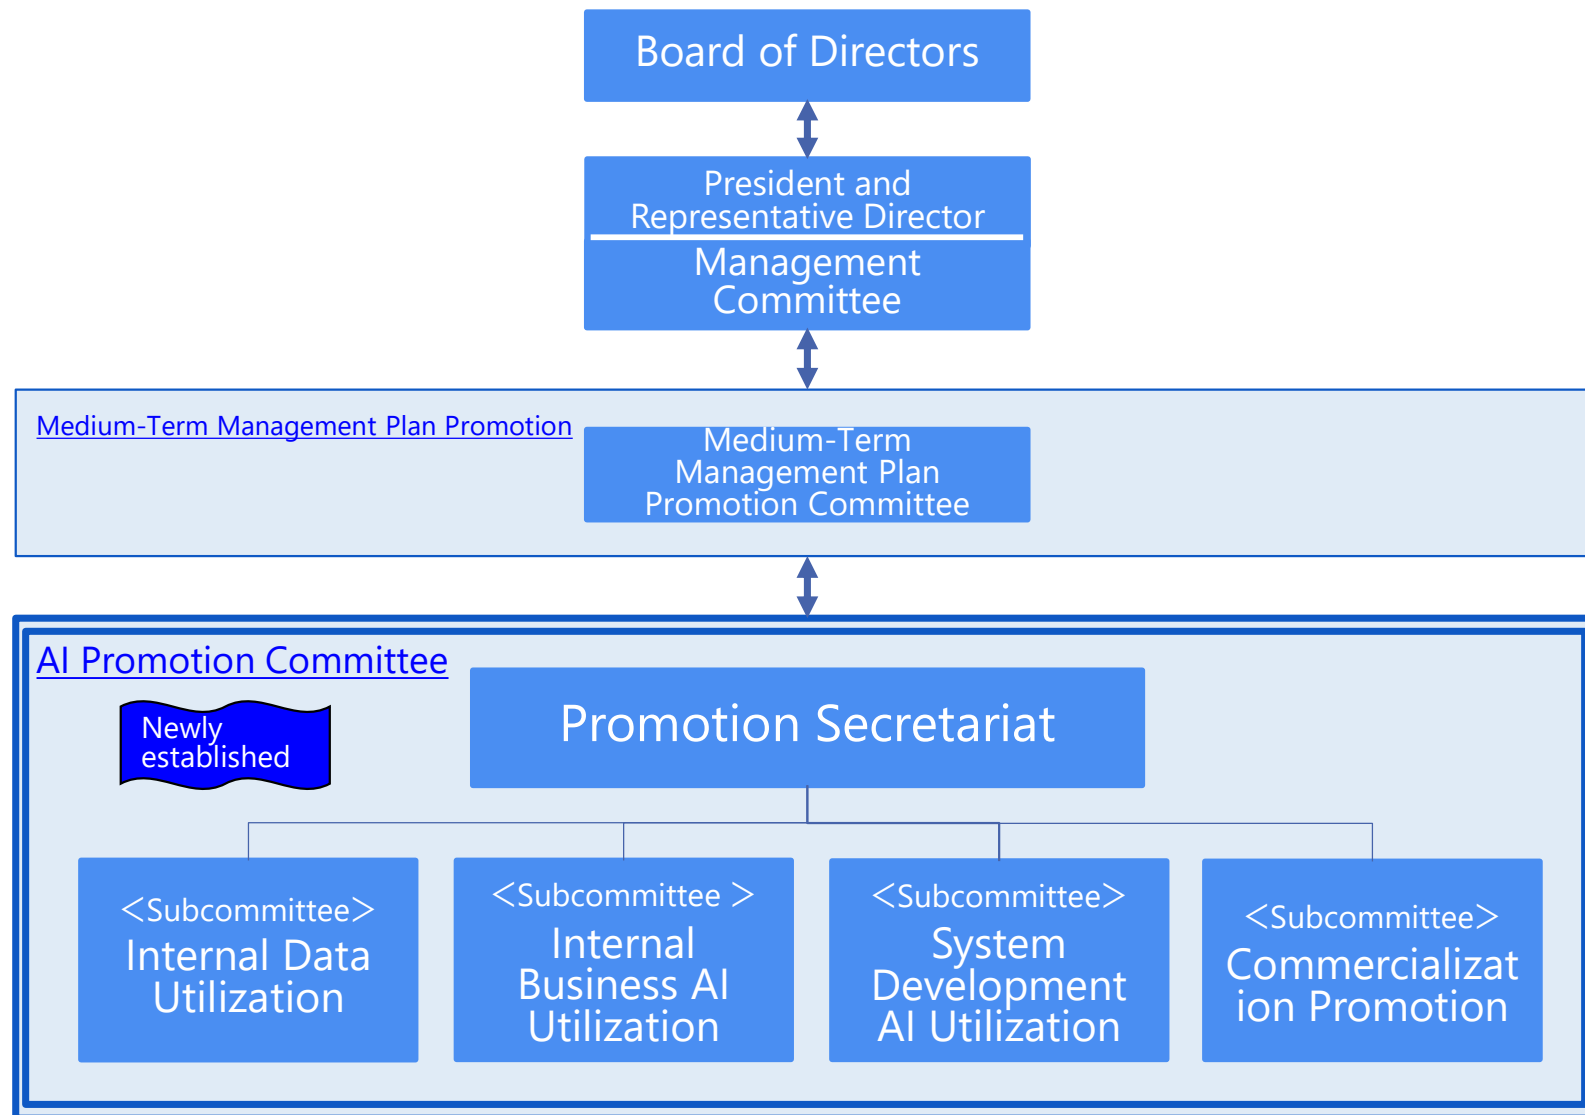 Board of Directors
President and
Representative Director
Management
Committee
Medium-Term Management Plan Promotion
Medium-Term
Management Plan
Promotion Committee
AI Promotion Committee
Newly
established
Promotion Secretariat
＜Subcommittee＞
Internal Data
Utilization
＜Subcommittee ＞
Internal
Business AI
Utilization
＜Subcommittee＞
System
Development
AI Utilization
＜Subcommittee＞
Commercializat
ion Promotion